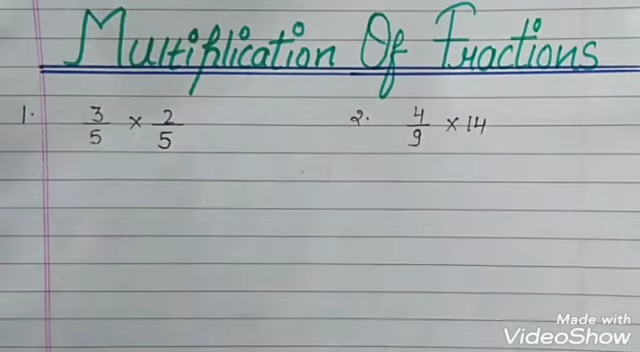 Multiplication Of Fractions
1. 3/5 × 2/5 2. 4/9 × 14
Made with
VideoShow